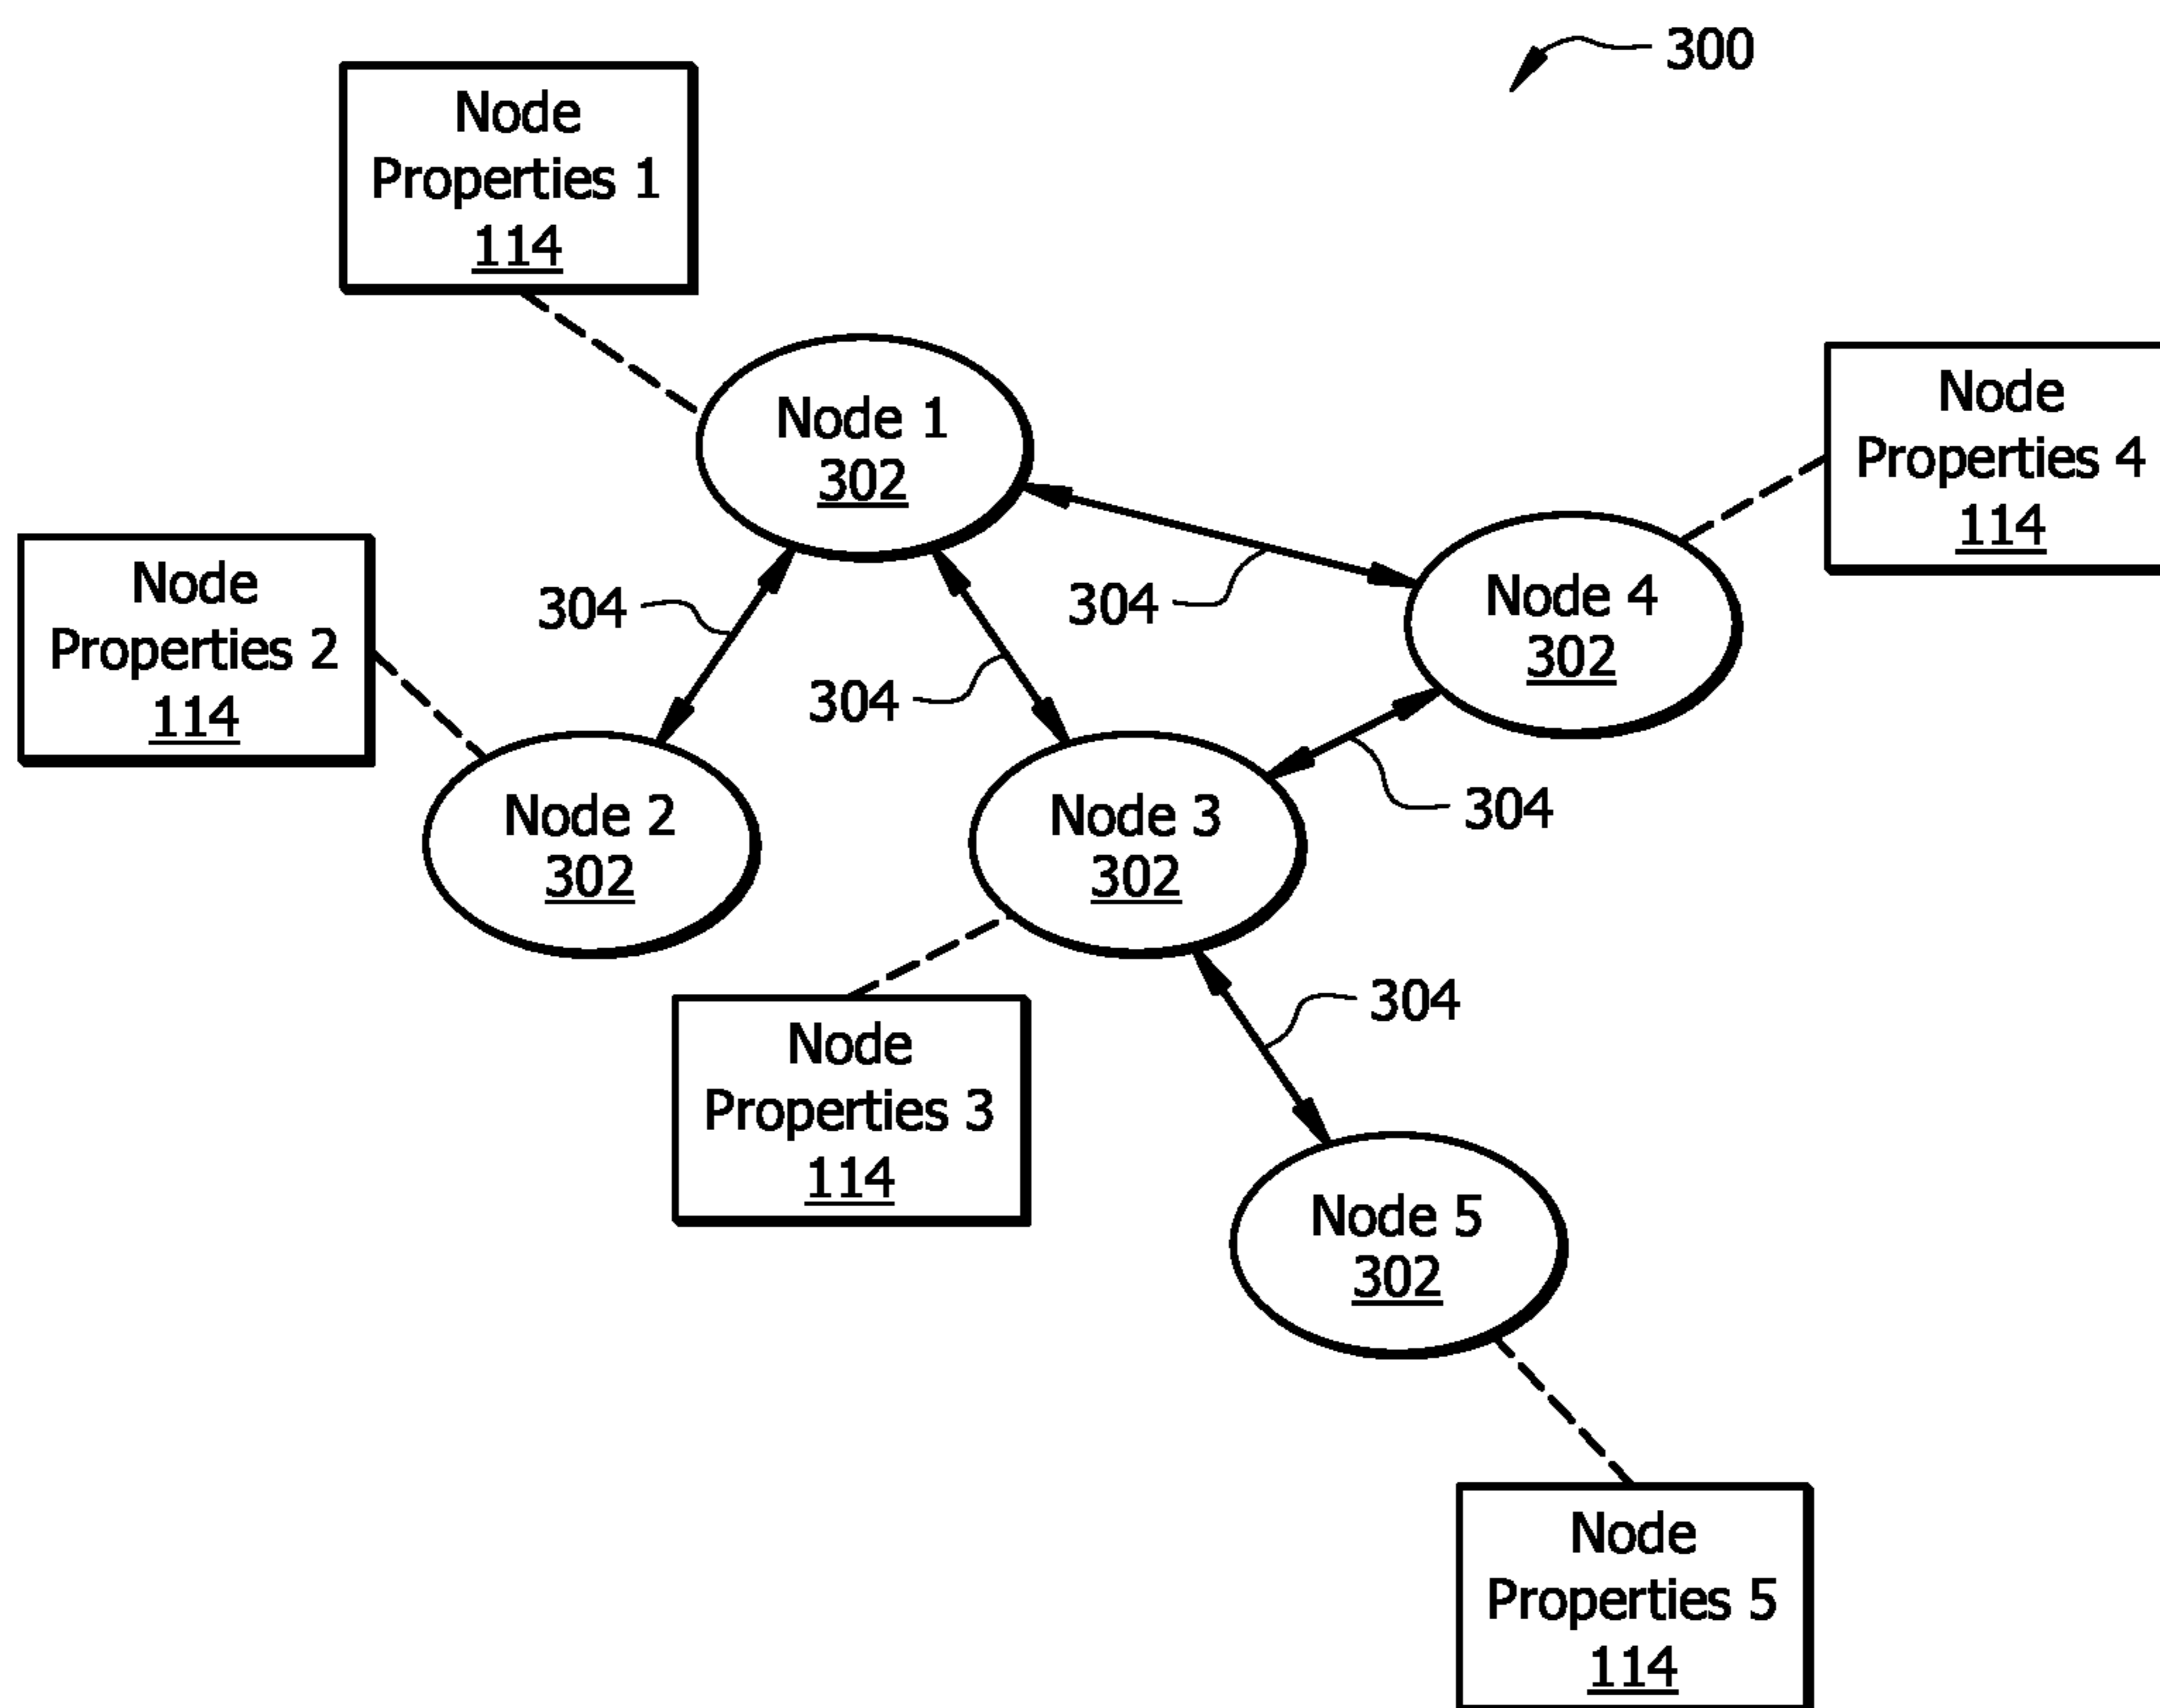 300
Node
Properties 1
114
Node 1
302
Node
Properties 4
114
Node
Properties 2
114
304
304
304
Node 4
302
304
Node 2
302
Node 3
302
304
Node
Properties 3
114
Node 5
302
Node
Properties 5
114